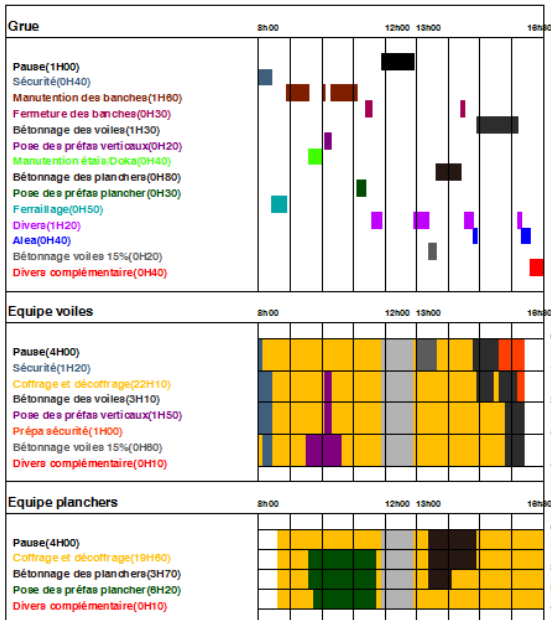 Grue
8h00 12h00 13h00 16h30
Pause(1H00)
Sécurité(0H40)
Manutention des banches(1H60)
Fermeture des banches(0H30)
Bétonnage des voiles(1H30)
Pose des préfas verticaux(0H20)
Manutention étais/Doka(0H40)
Bétonnage des planchers(0H80)
Pose des préfas plancher(0H30)
Ferraillage(0H50)
Divers(1H20)
Alea(0H40)
Bétonnage voiles 15%(0H20)
Divers complémentaire(0H40)
Equipe voiles
8h00 12h00 13h00 16h30
Pause(4H00)
Sécurité(1H20)
Coffrage et décoffrage(22H10)
Bétonnage des voiles(3H10)
Pose des préfas verticaux(1H50)
Prépa sécurité(1H00)
Bétonnage voiles 15%(0H60)
Divers complémentaire(0H10)
Equipe planchers
8h00 12h00 13h00 16h30
Pause(4H00)
Coffrage et décoffrage(19H60)
Bétonnage des planchers(3H70)
Pose des préfas plancher(6H20)
Divers complémentaire(0H10)